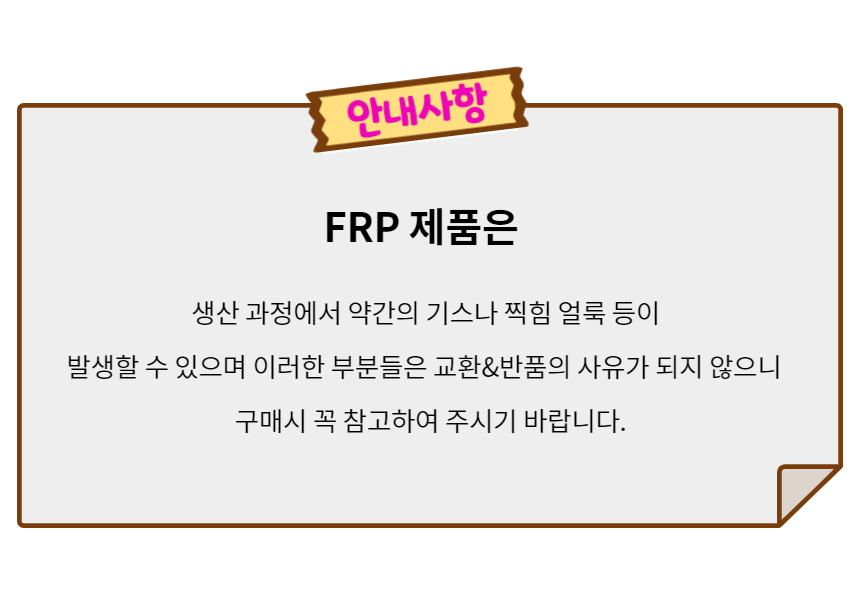 안내사항
FRP 제품은
생산 과정에서 약간의 기스나 찍힘 얼룩 등이
발생할 수 있으며 이러한 부분들은 교환&반품의 사유가 되지 않으니
구매시 꼭 참고하여 주시기 바랍니다.